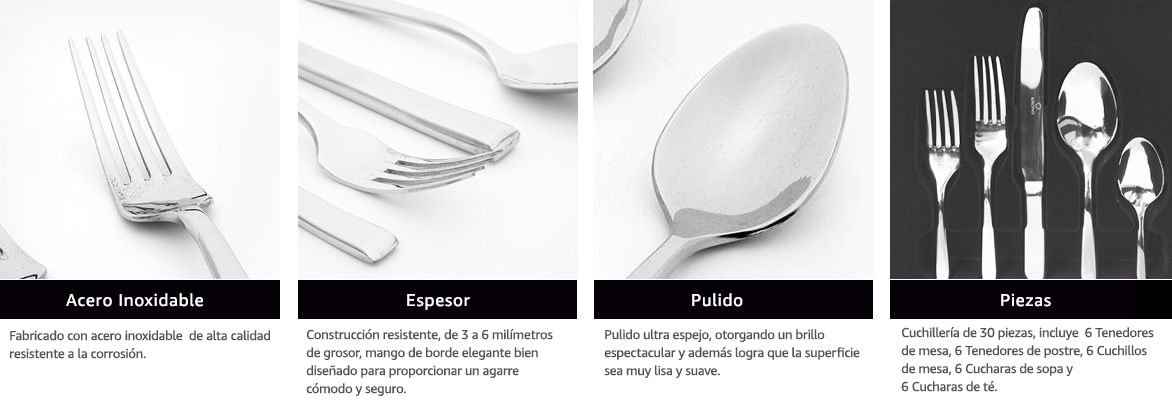 Acero Inoxidable
Fabricado con acero inoxidable de alta calidad
resistente a la corrosión.
Espesor
Construcción resistente, de 3 a 6 milímetros
de grosor, mango de borde elegante bien
diseñado para proporcionar un agarre
cómodo y seguro.
Pulido
Pulido ultra espejo, otorgando un brillo
espectacular y además logra que la superficie
sea muy lisa y suave.
Piezas
Cuchillería de 30 piezas, incluye 6 Tenedores
de mesa, 6 Tenedores de postre, 6 Cuchillos
de mesa, 6 Cucharas de sopa y
6 Cucharas de té.